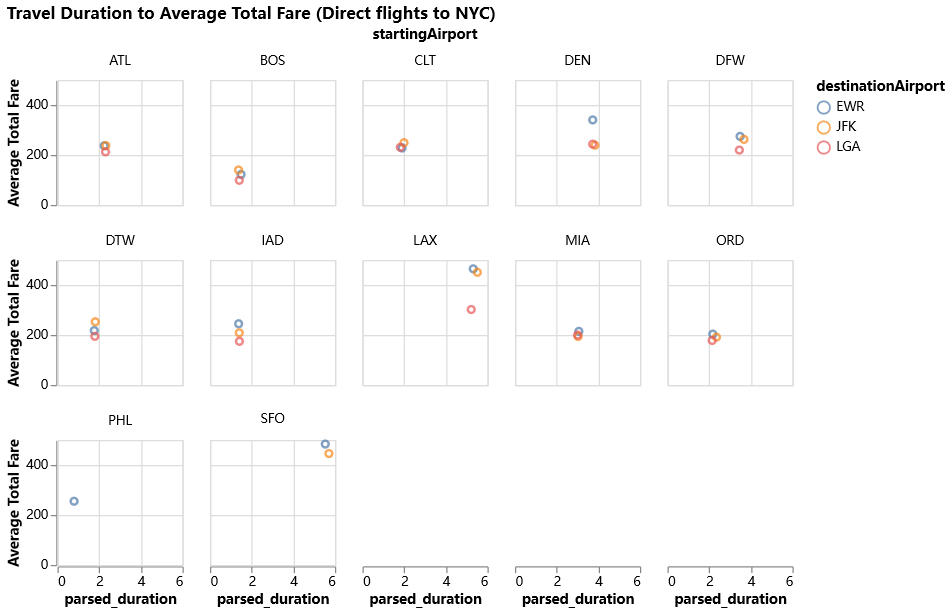 Travel Duration to Average Total Fare (Direct flights to NYC)
startingAirport
ATL BOS CLT DEN DFW
destinationAirport
EWR
JFK
LGA
Average Total Fare
400
200
0
DTW IAD LAX MIA ORD
Average Total Fare
400
200
0
PHL SFO
Average Total Fare
400
200
0
0 2 4 6 0 2 4 6 0 2 4 6 0 2 4 6 0 2 4 6
parsed_duration parsed_duration parsed_duration parsed_duration parsed_duration